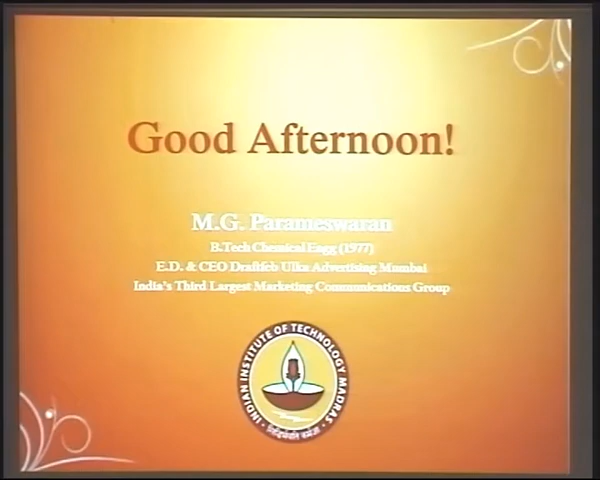 Good Afternoon!
M.G. Parameswaran
B.Tech Chemical Engg (1977)
E.D. & CEO Draftfcb Ulka Advertising Mumbai
India's Third Largest Marketing Communications Group
INDIAN INSTITUTE OF TECHNOLOGY MADRAS